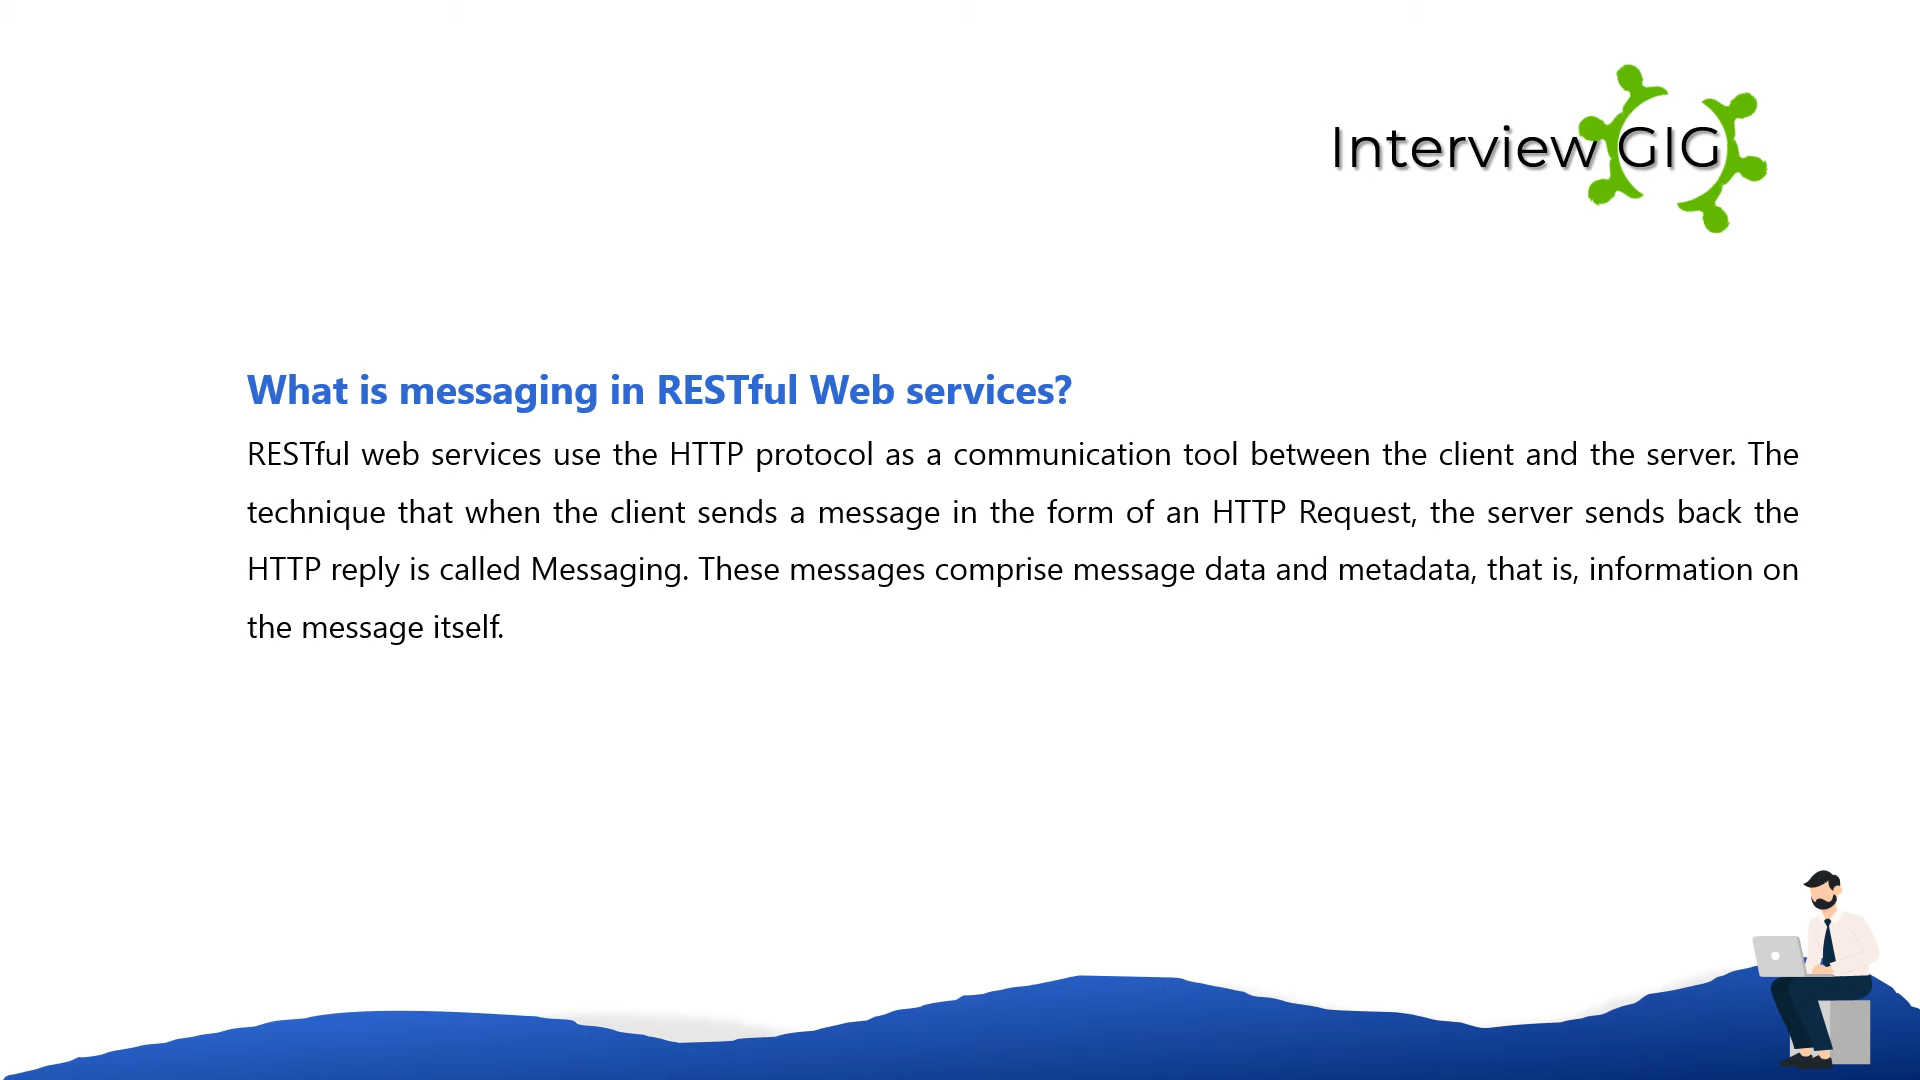 Interview GIG
What is messaging in RESTful Web services?
RESTful web services use the HTTP protocol as a communication tool between the client and the server. The
technique that when the client sends a message in the form of an HTTP Request, the server sends back the
HTTP reply is called Messaging. These messages comprise message data and metadata, that is, information on
the message itself.